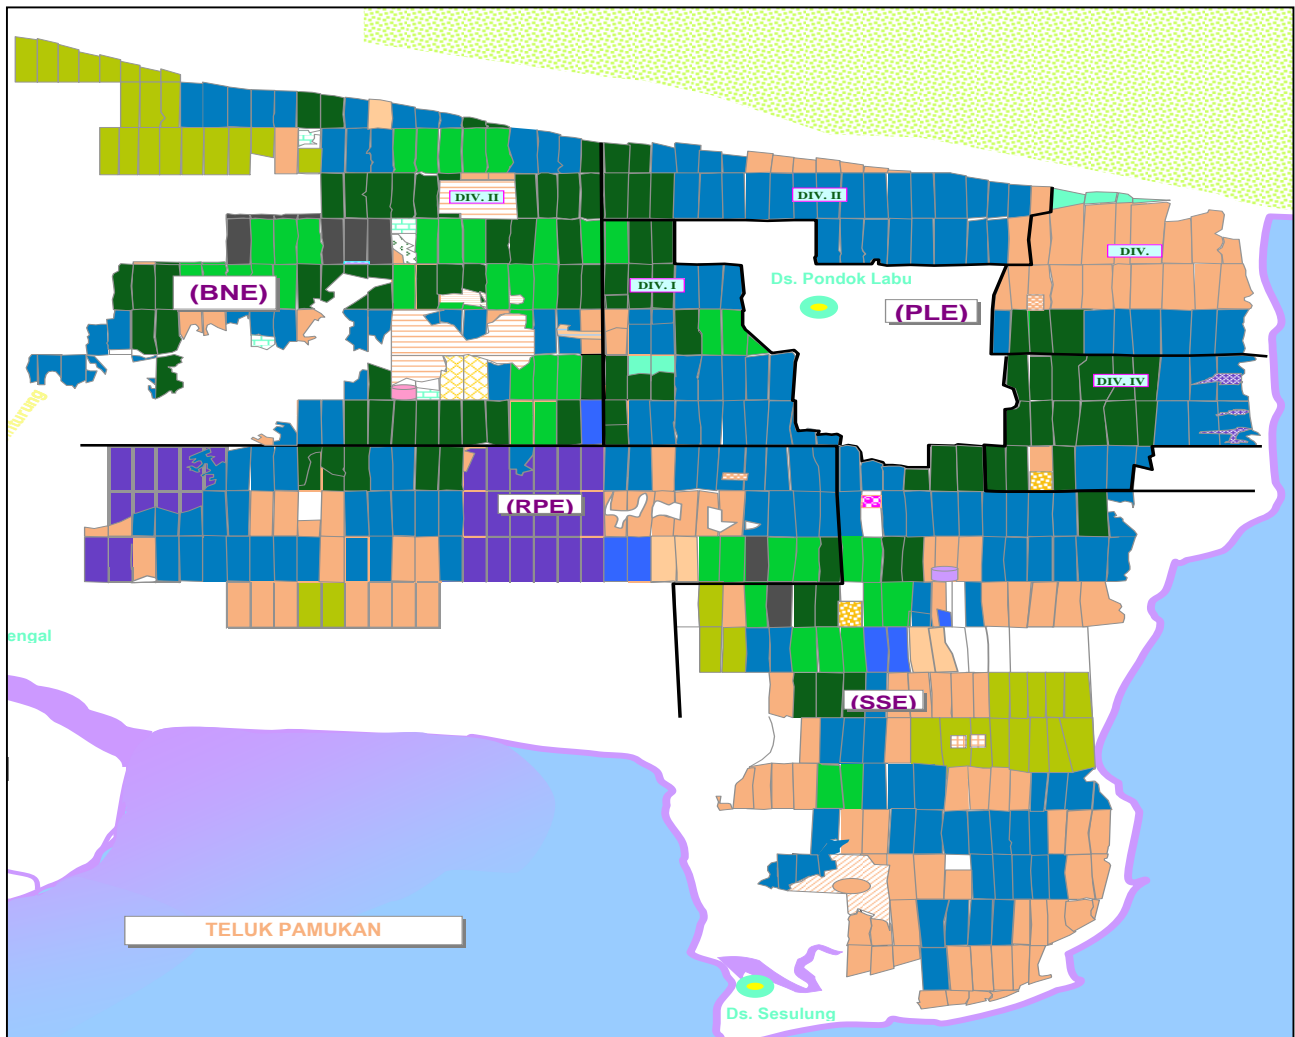 DIV. II
DIV. II
DIV.
Ds. Pondok Labu
DIV. I
(BNE)
(PLE)
DIV. IV
(RPE)
engal
(SSE)
TELUK PAMUKAN
Ds. Sesulung